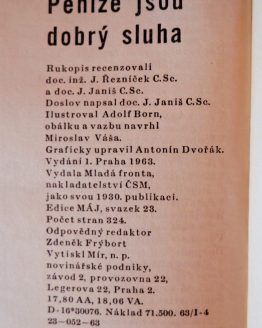 Peníze jsou
dobrý sluha
Rukopis recenzovali
doc. inž. J. Řezníček C.Sc.
a doc. J. Janiš C.Sc.
Doslov napsal doc. J. Janiš C.Sc.
Ilustroval Adolf Born,
obálku a vazbu navrhl
Miroslav Váša.
Graficky upravil Antonín Dvořák.
Vydání 1. Praha 1963.
Vydala Mladá fronta,
nakladatelství ČSM,
jako svou 1930. publikaci.
Edice MÁJ, svazek 23.
Počet stran 324.
Odpovědný redaktor
Zdeněk Frýbort
Vytiskl Mír, n. p.
novinářské podniky,
závod 2, provozovna 22,
Legerova 22, Praha 2.
17,80 AA, 18,06 VA.
D-16*30076. Náklad 71.500. 63/I-4
23—052—63